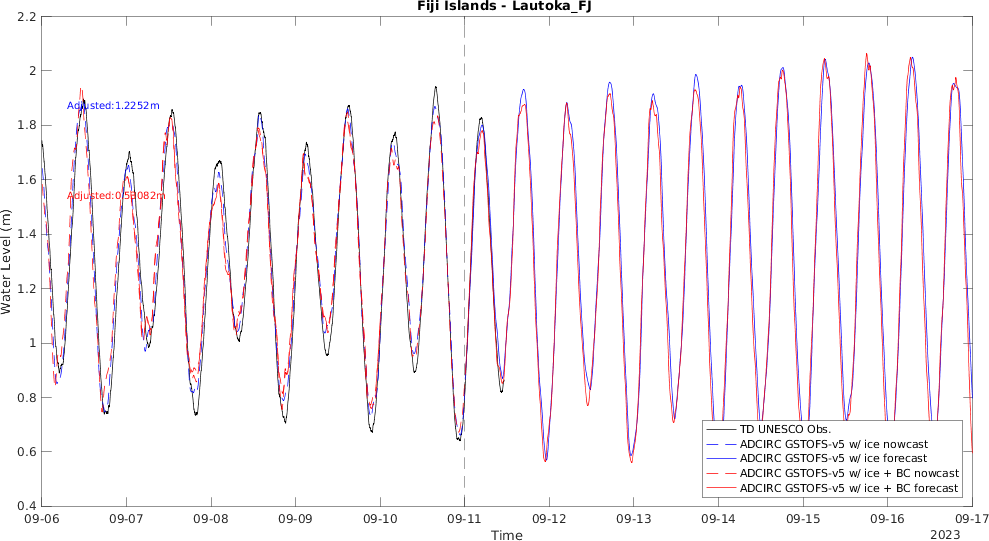 Fiji Islands - Lautoka_FJ
2.2
2
1.8
1.6
1.4
1.2
1
0.8
0.6
0.4
Water Level (m)
Adjusted:1.2252m
TD UNESCO Obs.
ADCIRC GSTOFS-v5 w/ ice nowcast
ADCIRC GSTOFS-v5 w/ ice forecast
ADCIRC GSTOFS-v5 w/ ice + BC nowcast
ADCIRC GSTOFS-v5 w/ ice + BC forecast
09-06 09-07 09-08 09-09 09-10 09-11 09-12 09-13 09-14 09-15 09-16 09-17
Time
2023